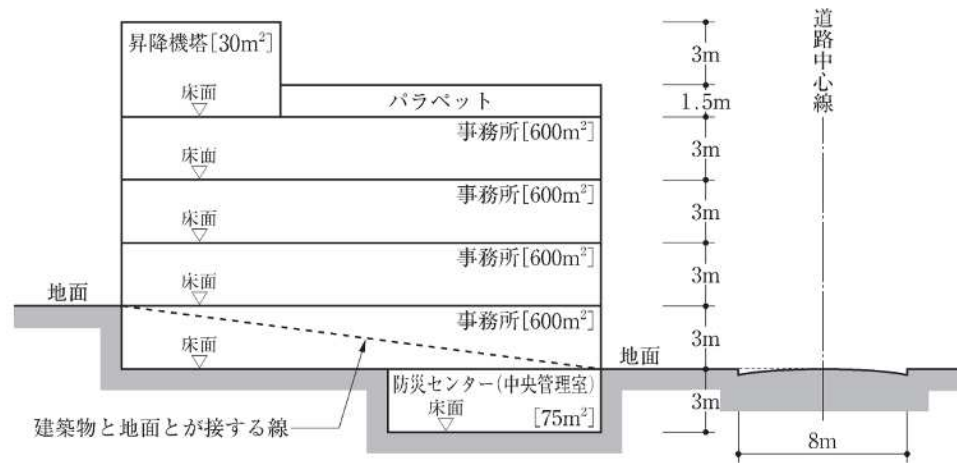 昇降機塔[30m²]
床面
パラペット
事務所[600m²]
床面
事務所[600m²]
床面
事務所[600m²]
床面
地面
事務所[600m²]
床面
地面
防災センター(中央管理室)
床面
[75m²]
建築物と地面とが接する線
3m
1.5m
3m
3m
3m
3m
3m
道路中心線
8m